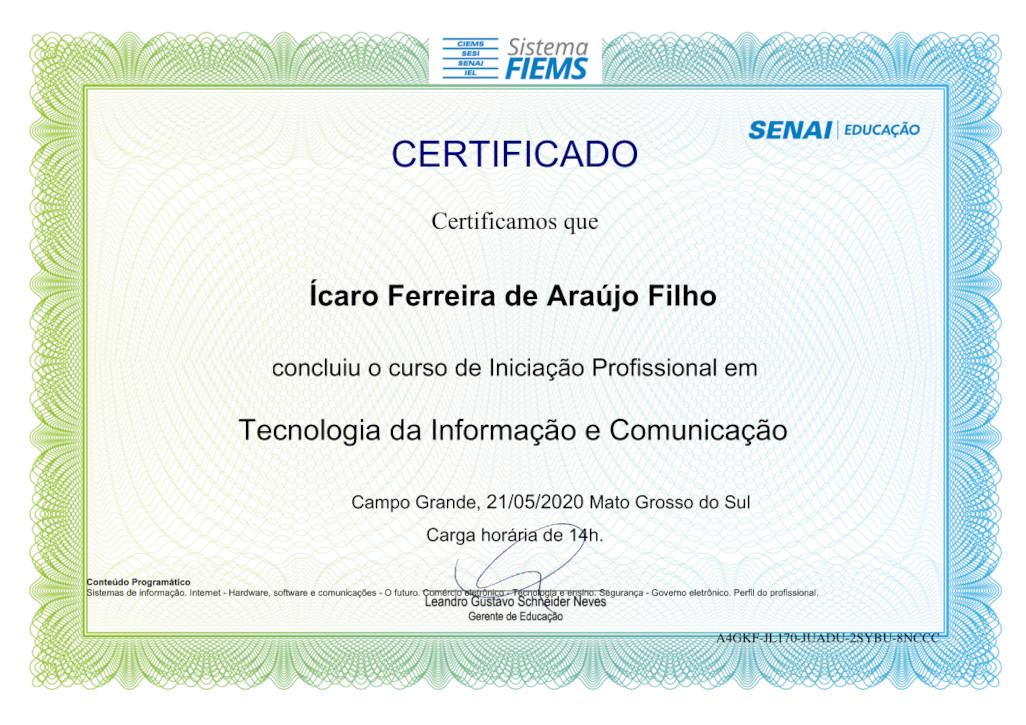 CIEMS
SESI
SENAI
IEL
Sistema
FIEMS
SENAI EDUCAÇÃO
CERTIFICADO
Certificamos que
Ícaro Ferreira de Araújo Filho
concluiu o curso de Iniciação Profissional em
Tecnologia da Informação e Comunicação
Campo Grande, 21/05/2020 Mato Grosso do Sul
Carga horária de 14h.
Conteúdo Programático
Sistemas de informação. Internet - Hardware, software e comunicações - O futuro. Comércio eletrônico - Tecnologia e ensino. Segurança - Governo eletrônico. Perfil do profissional.
Leandro Gustavo Schneider Neves
Gerente de Educação
A4GKF-JL170-JUADU-2SYBU-8NCCC